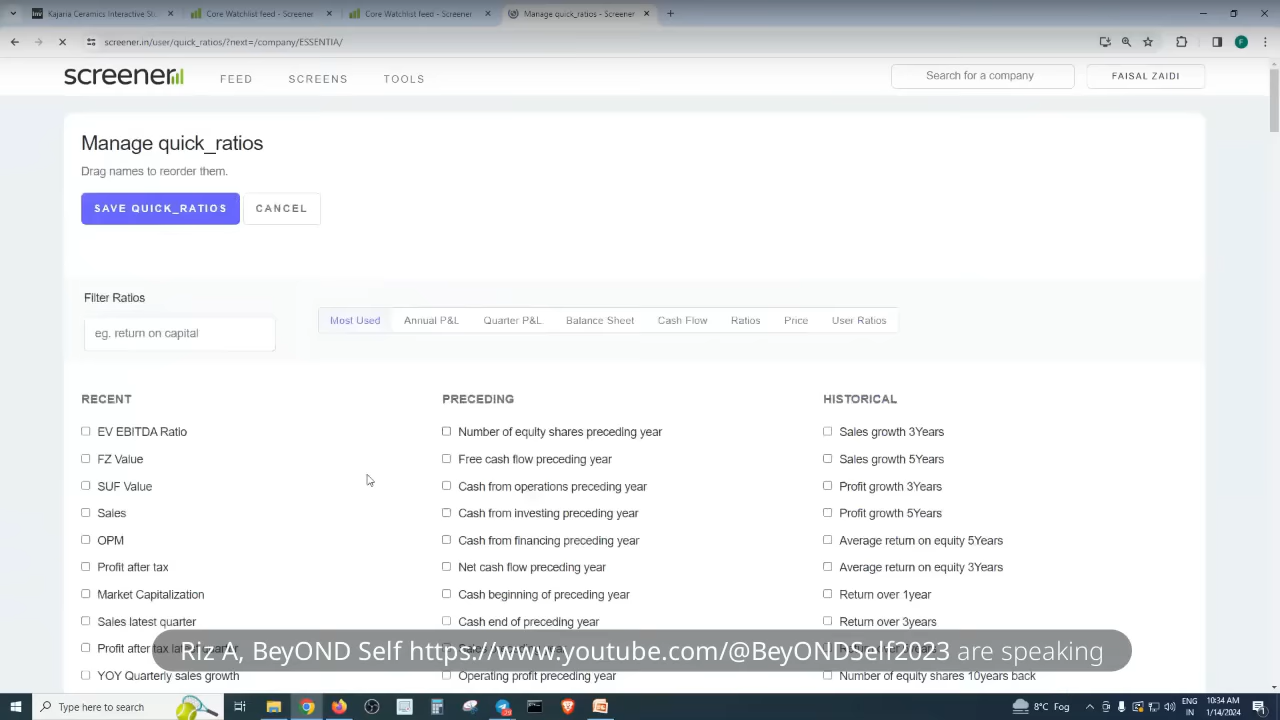 Kajaria Ceramics Interactive St
Core Watchlist feed - Screener
Core Watchlist feed - Screener
Manage quick_ratios - Screener
screener.in/user/quick_ratios/?next=/company/ESSENTIA/
screener
FEED
SCREENS
TOOLS
Search for a company
FAISAL ZAIDI
Manage quick_ratios
Drag names to reorder them.
SAVE QUICK_RATIOS
CANCEL
Filter Ratios
eg. return on capital
Most Used
Annual P&L
Quarter P&L
Balance Sheet
Cash Flow
Ratios
Price
User Ratios
RECENT
EV EBITDA Ratio
FZ Value
SUF Value
Sales
OPM
Profit after tax
Market Capitalization
Sales latest quarter
Profit after tax
YOY Quarterly sales growth
PRECEDING
Number of equity shares preceding year
Free cash flow preceding year
Cash from operations preceding year
Cash from investing preceding year
Cash from financing preceding year
Net cash flow preceding year
Cash beginning of preceding year
Cash end of preceding year
Operating profit preceding year
HISTORICAL
Sales growth 3Years
Sales growth 5Years
Profit growth 3Years
Profit growth 5Years
Average return on equity 5Years
Average return on equity 3Years
Return over 1year
Return over 3years
Number of equity shares 10years back
Riz A, BeyOND Self https://www.youtube.com/@BeyONDSelf2023 are speaking
Type here to search
8°C Fog
ENG
IN
10:34 AM
1/14/2024